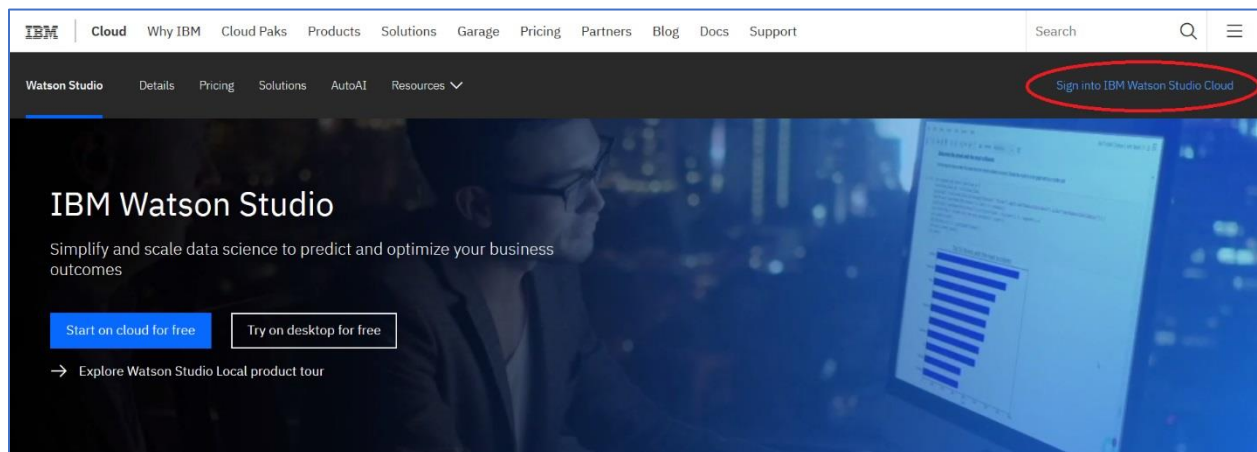 IBM Cloud Why IBM Cloud Paks Products Solutions Garage Pricing Partners Blog Docs Support Search
Watson Studio Details Pricing Solutions AutoAI Resources Sign into IBM Watson Studio Cloud
IBM Watson Studio
Simplify and scale data science to predict and optimize your business
outcomes
Start on cloud for free Try on desktop for free
→ Explore Watson Studio Local product tour